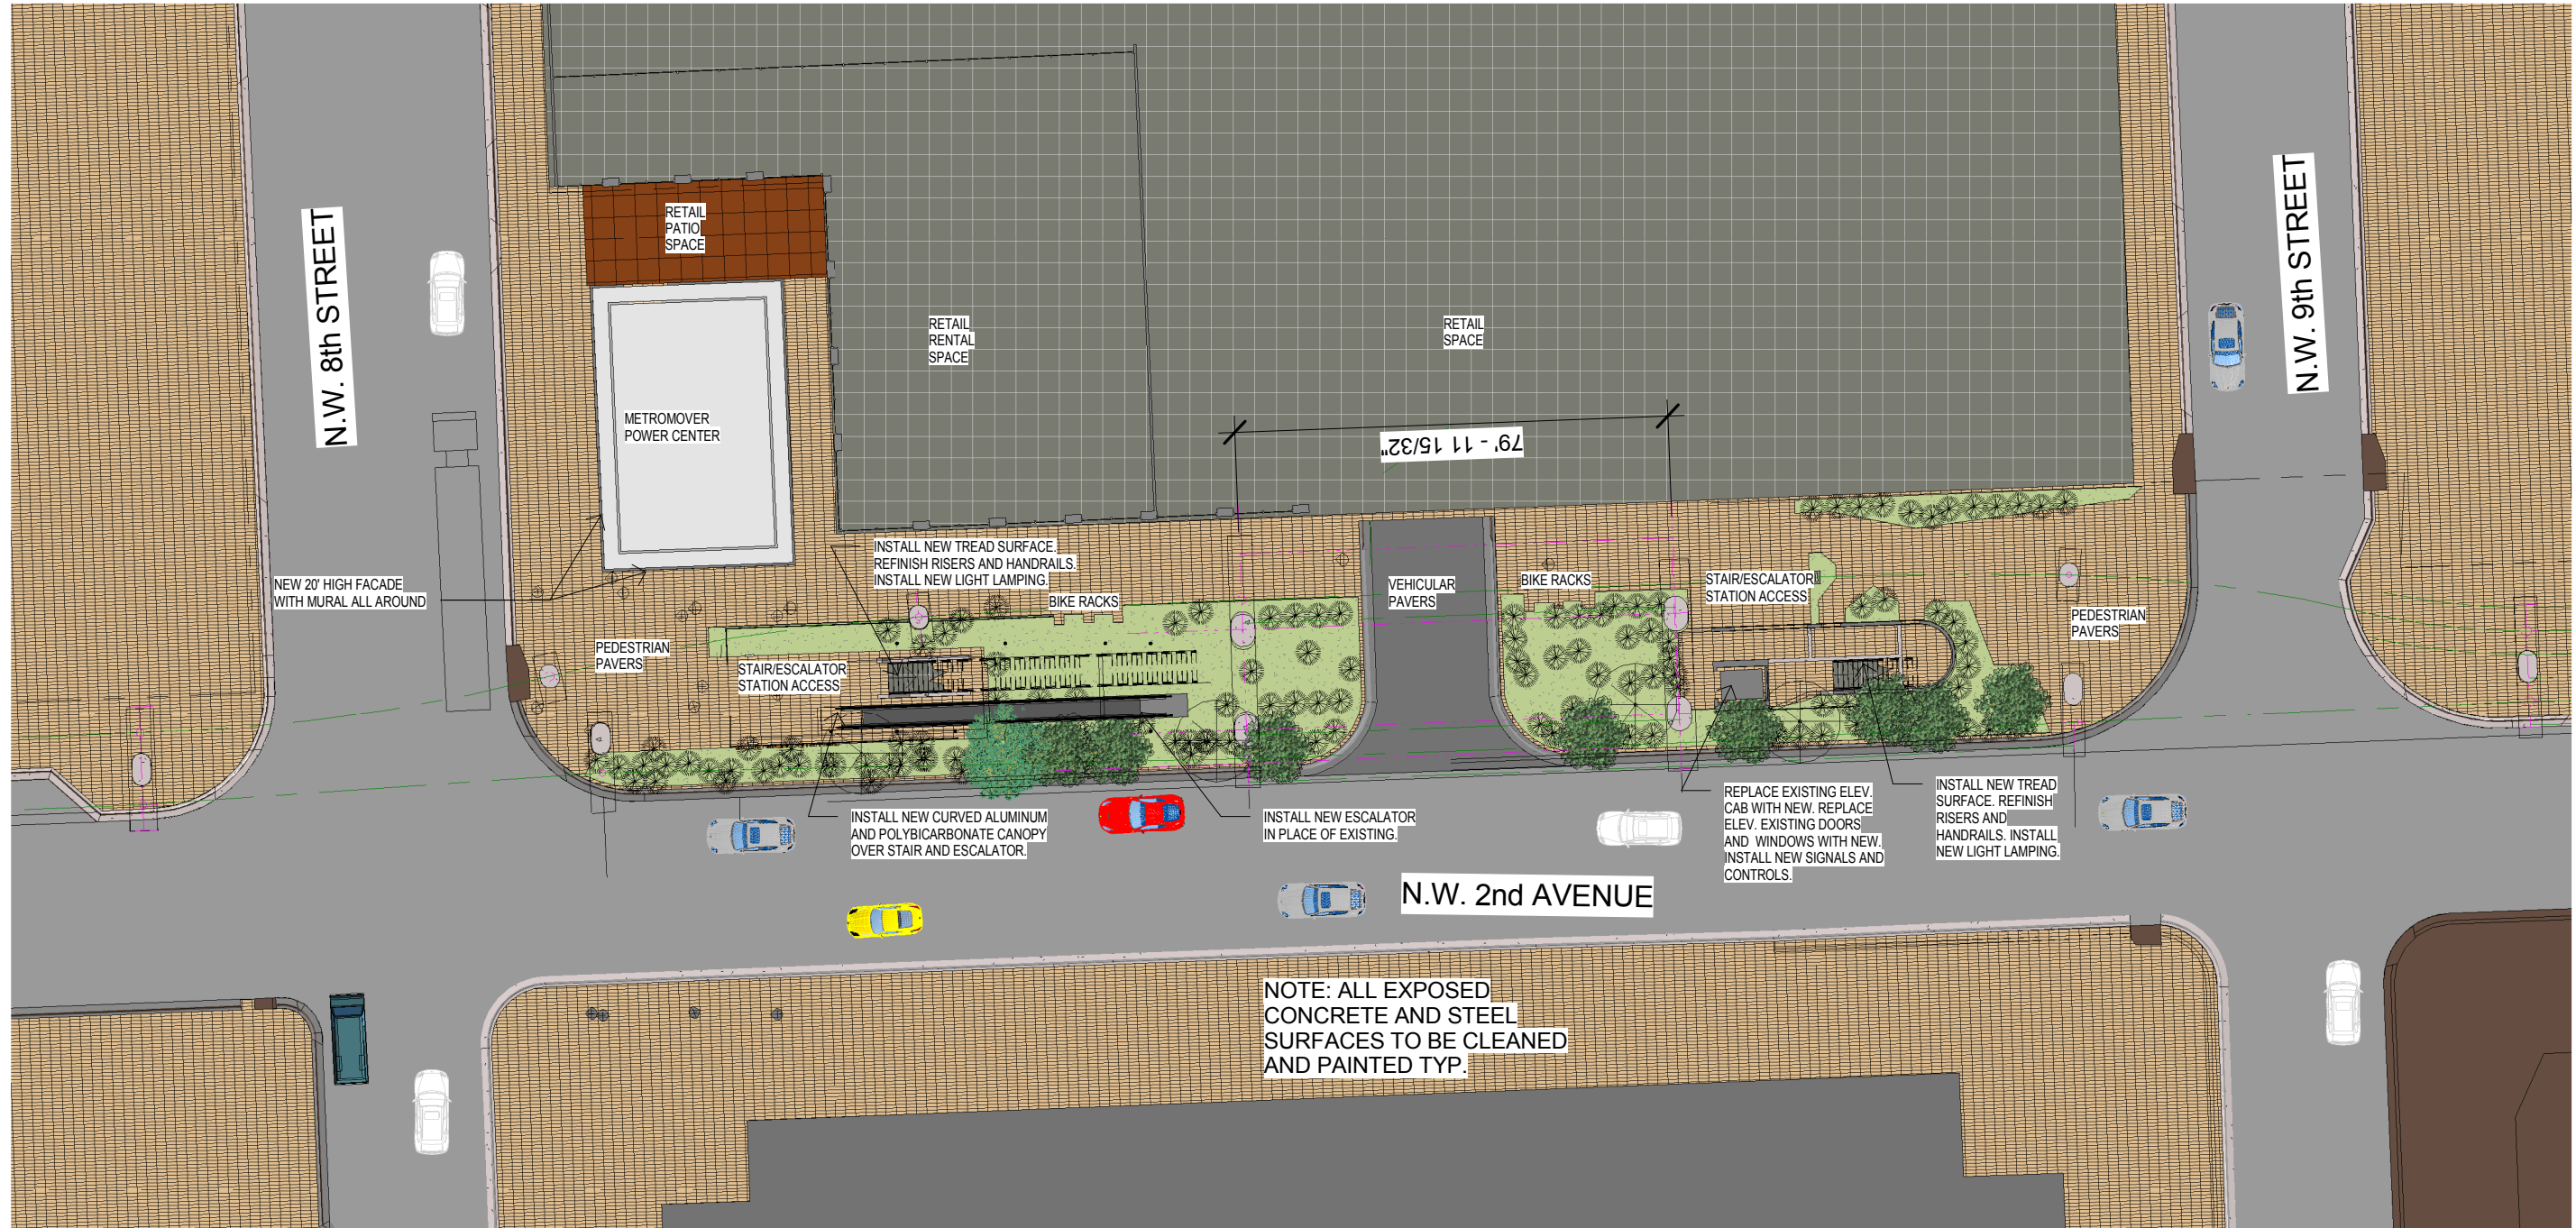 N.W. 8th STREET
RETAIL
PATIO
SPACE
METROMOVER
POWER CENTER
RETAIL
RENTAL
SPACE
RETAIL
SPACE
79' - 11 15/32"
N.W. 9th STREET
NEW 20' HIGH FACADE
WITH MURAL ALL AROUND
INSTALL NEW TREAD SURFACE.
REFINISH RISERS AND HANDRAILS.
INSTALL NEW LIGHT LAMPING.
BIKE RACKS
VEHICULAR
PAVERS
BIKE RACKS
STAIR/ESCALATOR
STATION ACCESS
PEDESTRIAN
PAVERS
PEDESTRIAN
PAVERS
STAIR/ESCALATOR
STATION ACCESS
INSTALL NEW CURVED ALUMINUM
AND POLYBICARBONATE CANOPY
OVER STAIR AND ESCALATOR.
INSTALL NEW ESCALATOR
IN PLACE OF EXISTING.
REPLACE EXISTING ELEV.
CAB WITH NEW. REPLACE
ELEV. EXISTING DOORS
AND WINDOWS WITH NEW.
INSTALL NEW SIGNALS AND
CONTROLS.
INSTALL NEW TREAD
SURFACE. REFINISH
RISERS AND
HANDRAILS. INSTALL
NEW LIGHT LAMPING.
N.W. 2nd AVENUE
NOTE: ALL EXPOSED
CONCRETE AND STEEL
SURFACES TO BE CLEANED
AND PAINTED TYP.